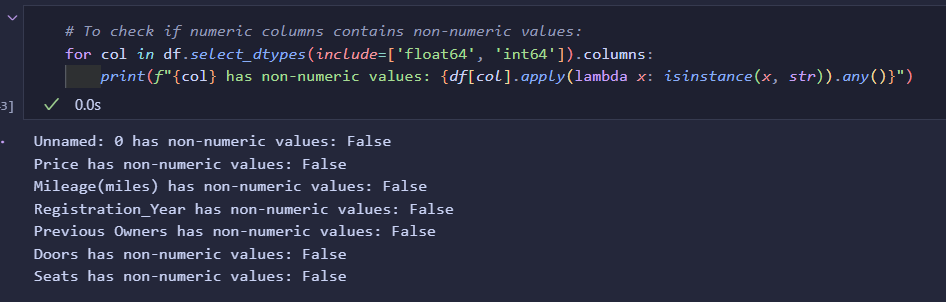 # To check if numeric columns contains non-numeric values:
for col in df.select_dtypes(include=['float64', 'int64']).columns:
print(f"{col} has non-numeric values: {df[col].apply(lambda x: isinstance(x, str)).any()}")
3]
0.0s
Unnamed: 0 has non-numeric values: False
Price has non-numeric values: False
Mileage(miles) has non-numeric values: False
Registration_Year has non-numeric values: False
Previous Owners has non-numeric values: False
Doors has non-numeric values: False
Seats has non-numeric values: False